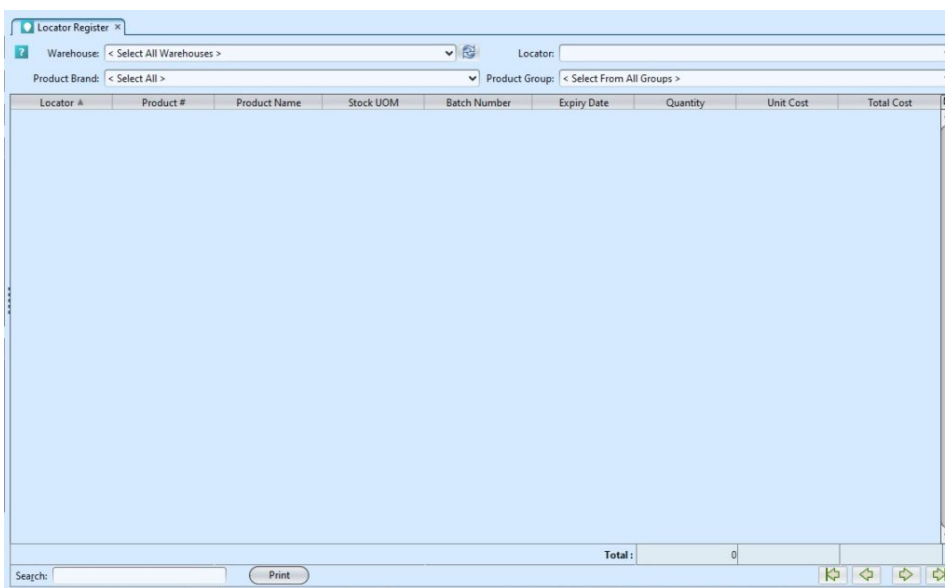 Locator Register ×
? Warehouse: < Select All Warehouses > Locator:
Product Brand: < Select All > Product Group: < Select From All Groups >
Locator Product # Product Name Stock UOM Batch Number Expiry Date Quantity Unit Cost Total Cost
Total : 0
Search: Print